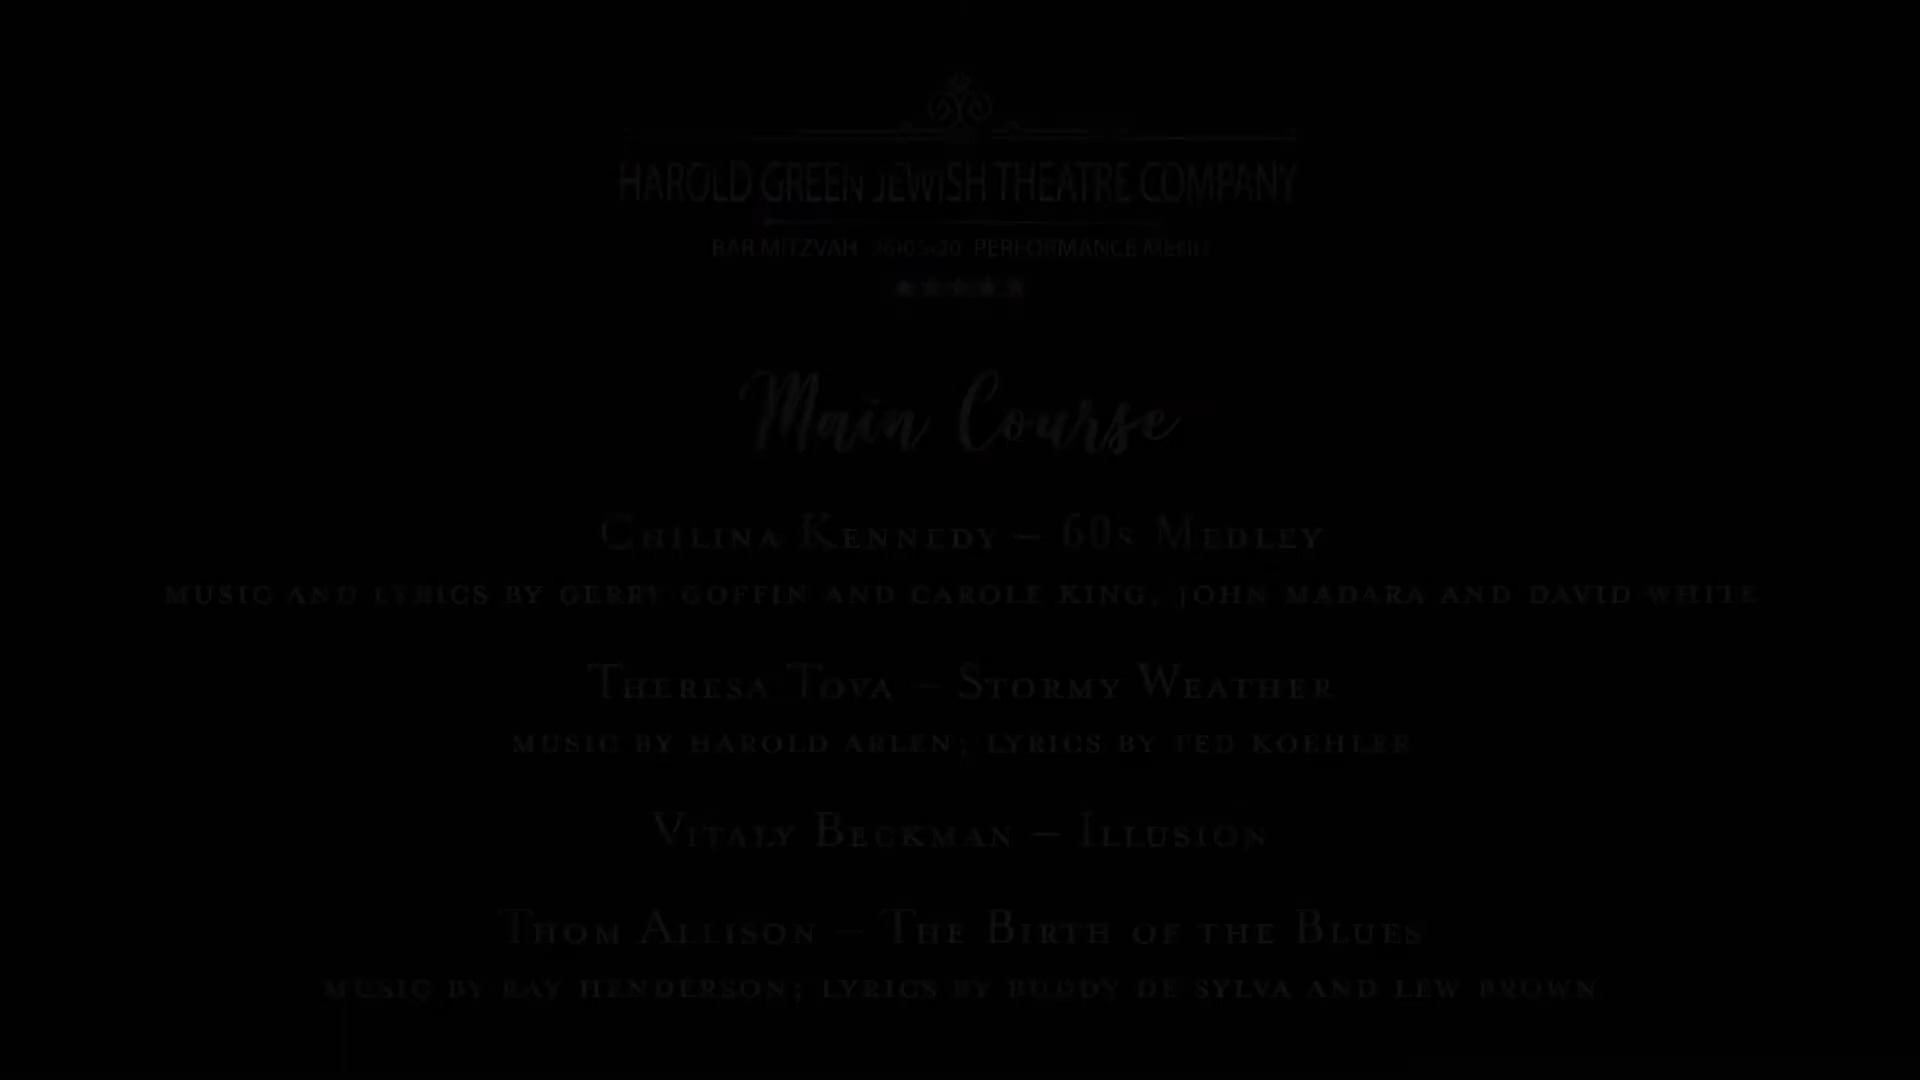 HAROLD GREEN JEWISH THEATRE COMPANY
BAR MITZVAH PERFORMANCE MENU
Main Course
CHILINA KENNEDY – 60S MEDLEY
MUSIC AND LYRICS BY GERRY GOFFIN AND CAROLE KING, JOHN MADARA AND DAVID WHITE
THERESA TOVA – STORMY WEATHER
MUSIC BY HAROLD ARLEN; LYRICS BY TED KOEHLER
VITALY BECKMAN – ILLUSION
THOM ALLISON – THE BIRTH OF THE BLUES
MUSIC BY RAY HENDERSON; LYRICS BY BUDDY DE SYLVA AND LEW BROWN